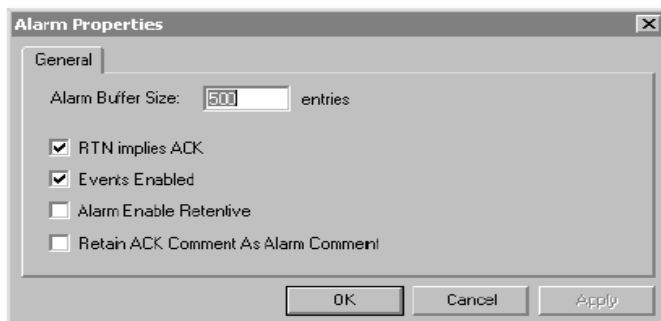 Alarm Properties
General
Alarm Buffer Size: 500 entries
RTN implies ACK
Events Enabled
Alarm Enable Retentive
Retain ACK Comment As Alarm Comment
OK Cancel Apply